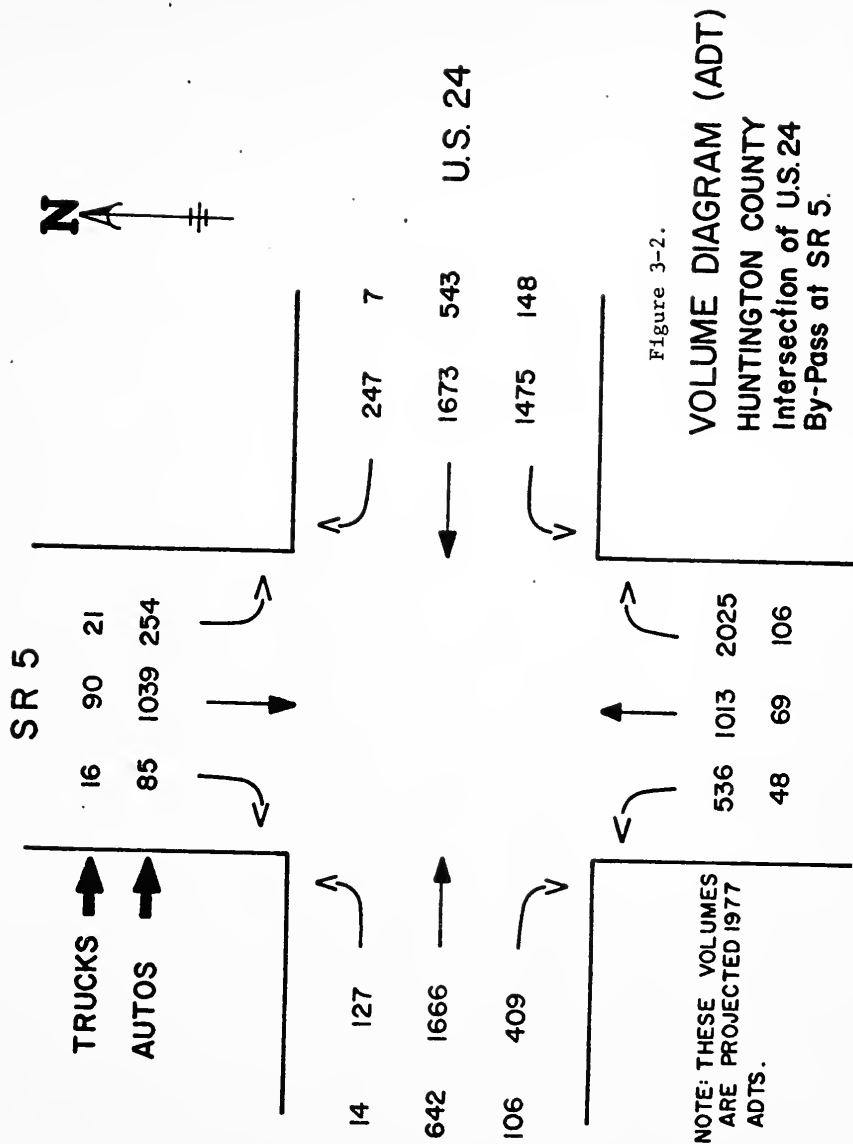 SR 5
N
TRUCKS 16 90 21
AUTOS 85 1039 254
U.S. 24
14 127
642 1666
106 409
247 7
1673 543
1475 148
536 1013 2025
48 69 106
NOTE: THESE VOLUMES
ARE PROJECTED 1977
ADTS.
Figure 3-2.
VOLUME DIAGRAM (ADT)
HUNTINGTON COUNTY
Intersection of U.S. 24
By-Pass at SR 5.